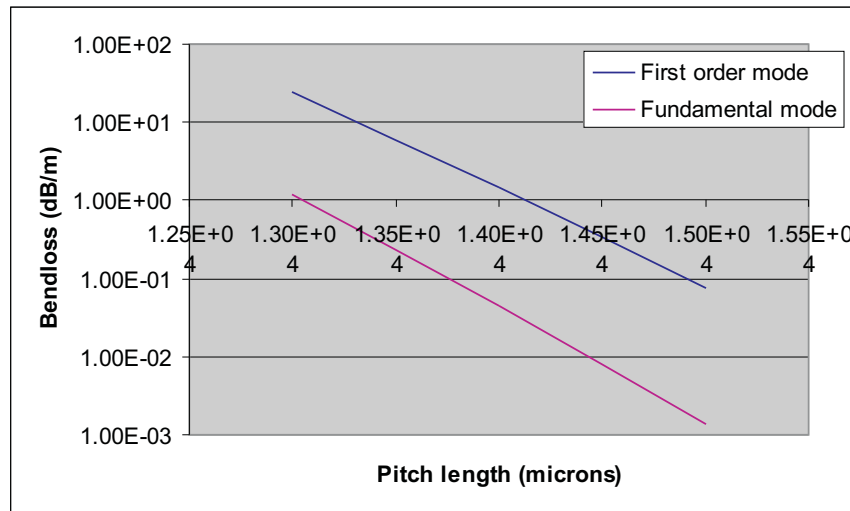 1.00E+02
1.00E+01
1.00E+00
1.00E-01
1.00E-02
1.00E-03
1.25E+0
4
1.30E+0
4
1.35E+0
4
1.40E+0
4
1.45E+0
4
1.50E+0
4
1.55E+0
4
Bendloss (dB/m)
Pitch length (microns)
First order mode
Fundamental mode